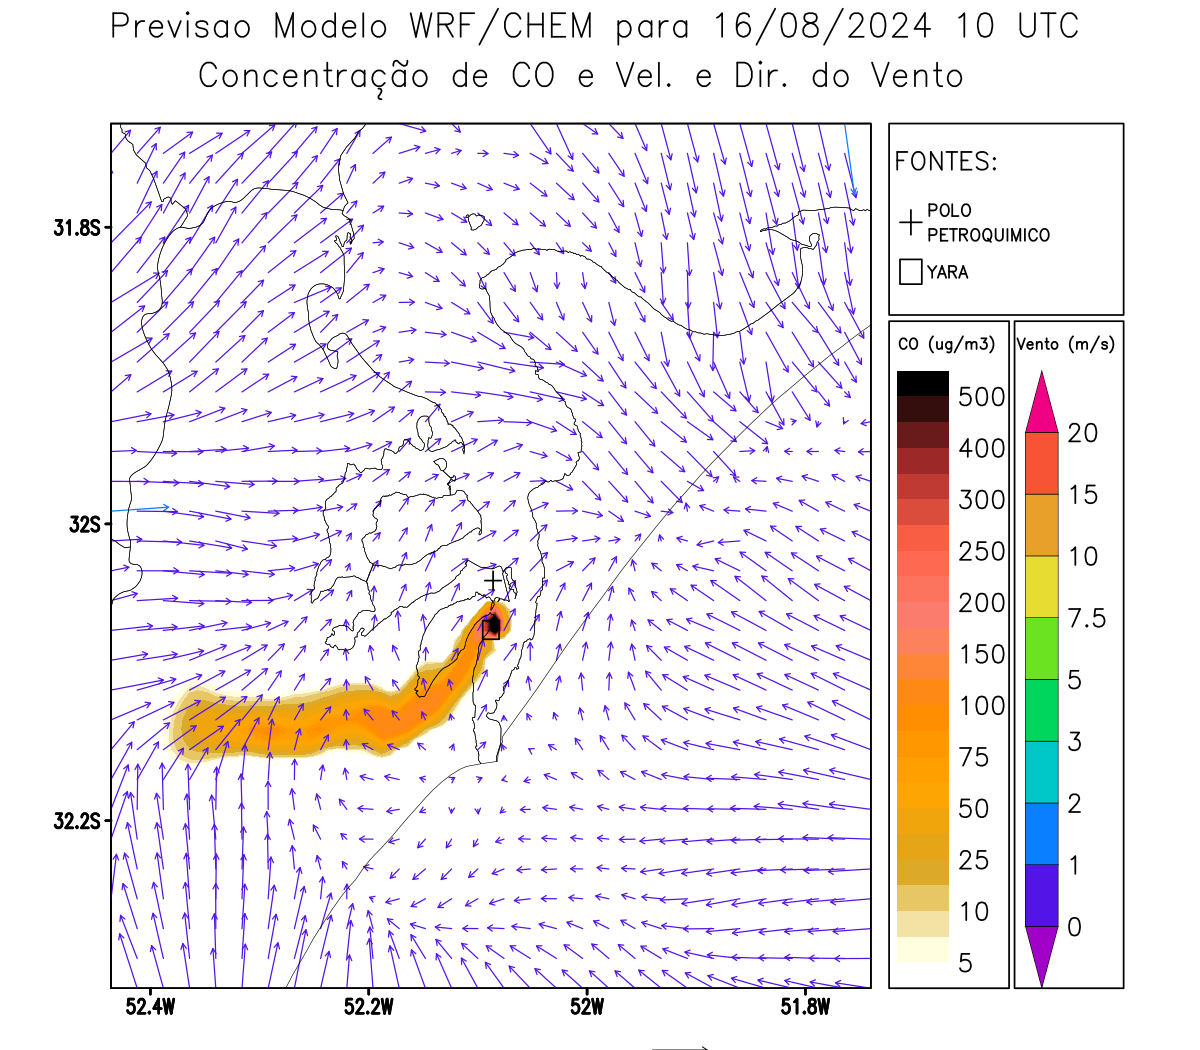 Previsao Modelo WRF/CHEM para 16/08/2024 10 UTC
Concentração de CO e Vel. e Dir. do Vento
FONTES:
POLO
PETROQUIMICO
YARA
CO (ug/m3)
500
400
300
250
200
150
100
75
50
25
10
5
Vento (m/s)
20
15
10
7.5
5
3
2
1
0
31.8S
32S
32.2S
52.4W
52.2W
52W
51.8W